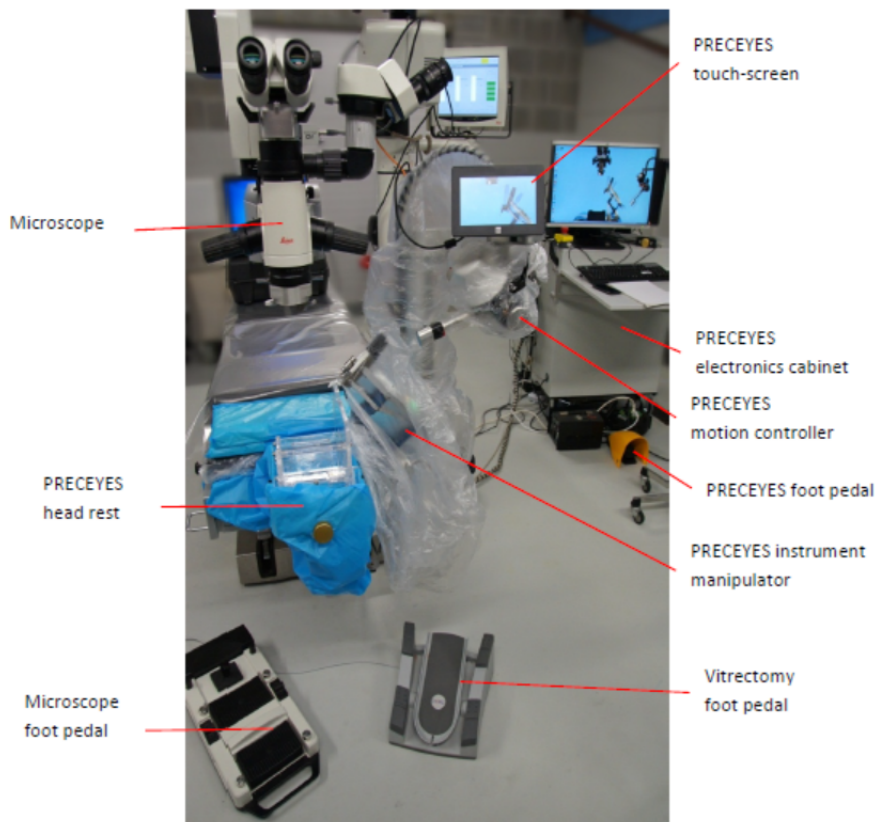 PRECEYES
touch-screen
Microscope
PRECEYES
electronics cabinet
PRECEYES
motion controller
PRECEYES
head rest
PRECEYES foot pedal
PRECEYES instrument
manipulator
Microscope
foot pedal
Vitrectomy
foot pedal